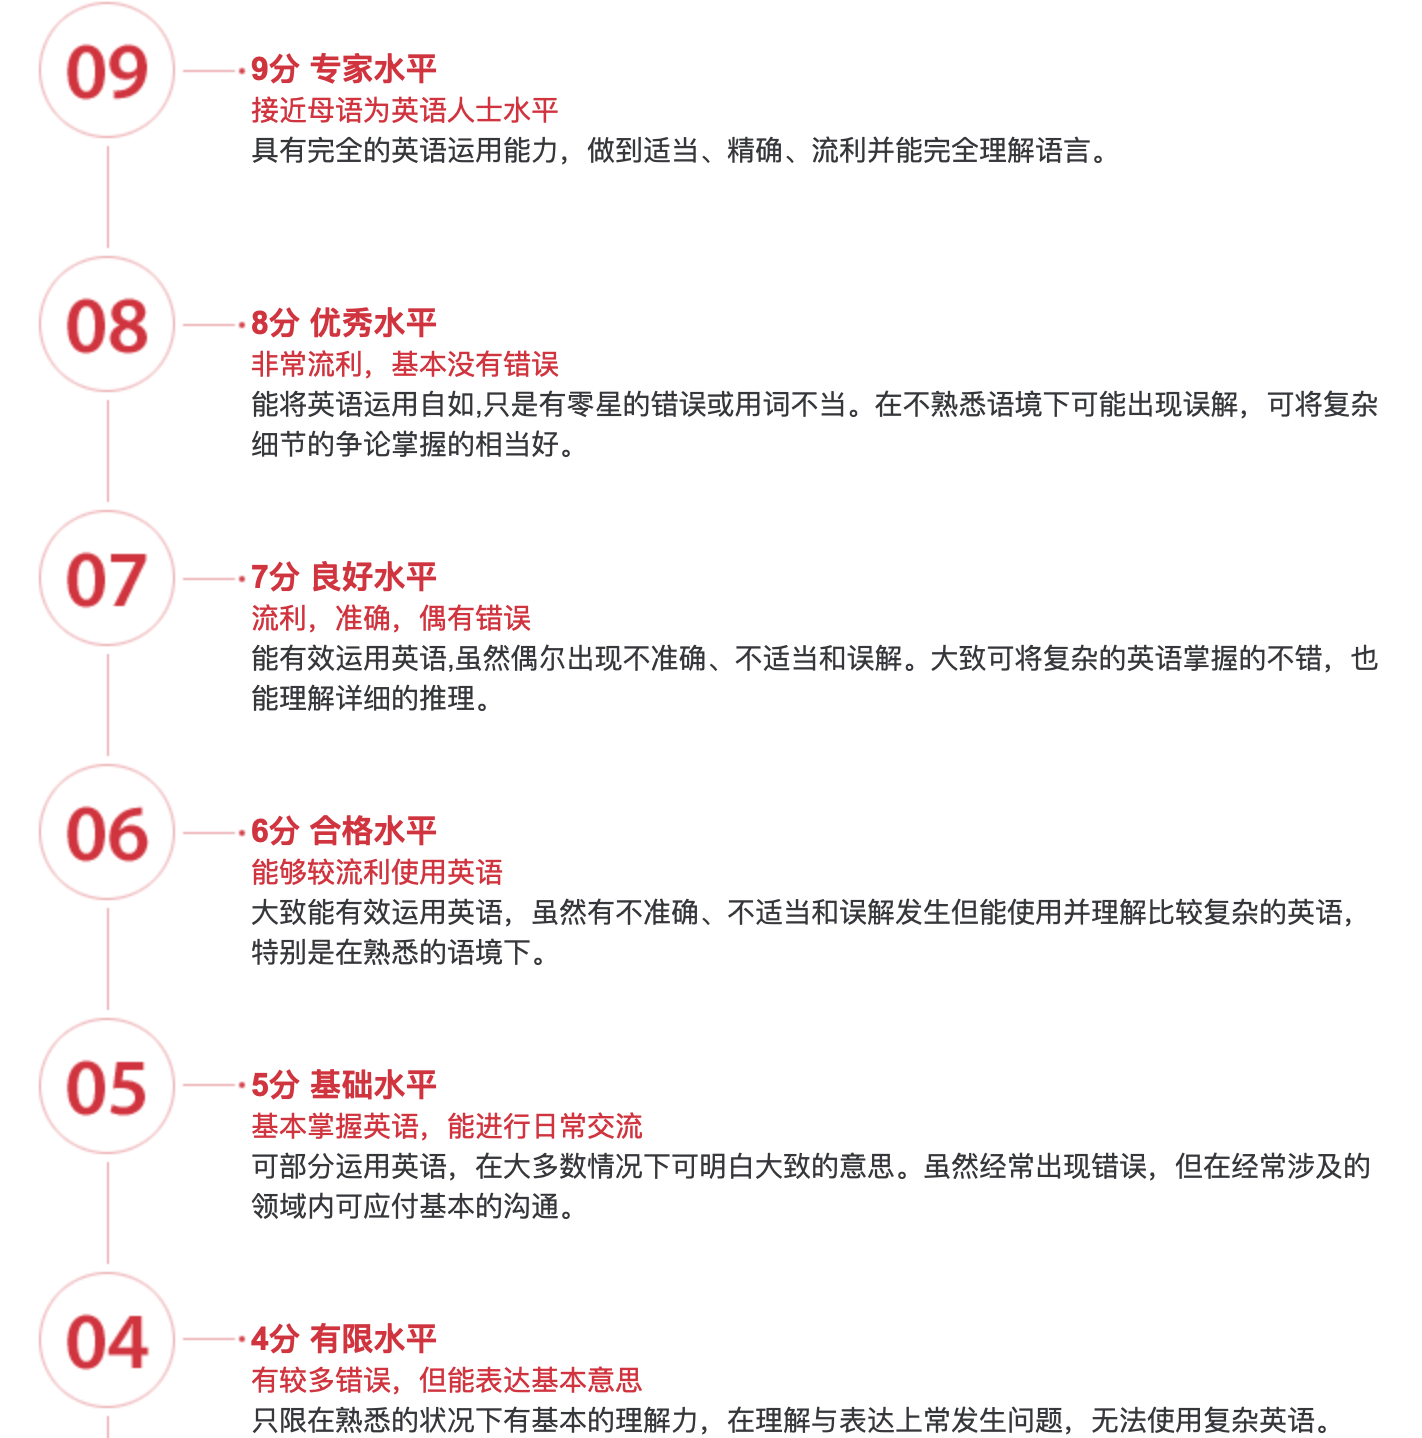 09
9分 专家水平
接近母语为英语人士水平
具有完全的英语运用能力，做到适当、精确、流利并能完全理解语言。
08
8分 优秀水平
非常流利，基本没有错误
能将英语运用自如,只是有零星的错误或用词不当。在不熟悉语境下可能出现误解，可将复杂
细节的争论掌握的相当好。
07
7分 良好水平
流利，准确，偶有错误
能有效运用英语,虽然偶尔出现不准确、不适当和误解。大致可将复杂的英语掌握的不错，也
能理解详细的推理。
06
6分 合格水平
能够较流利使用英语
大致能有效运用英语，虽然有不准确、不适当和误解发生但能使用并理解比较复杂的英语，
特别是在熟悉的语境下。
05
5分 基础水平
基本掌握英语，能进行日常交流
可部分运用英语，在大多数情况下可明白大致的意思。虽然经常出现错误，但在经常涉及的
领域内可应付基本的沟通。
04
4分 有限水平
有较多错误，但能表达基本意思
只限在熟悉的状况下有基本的理解力，在理解与表达上常发生问题，无法使用复杂英语。